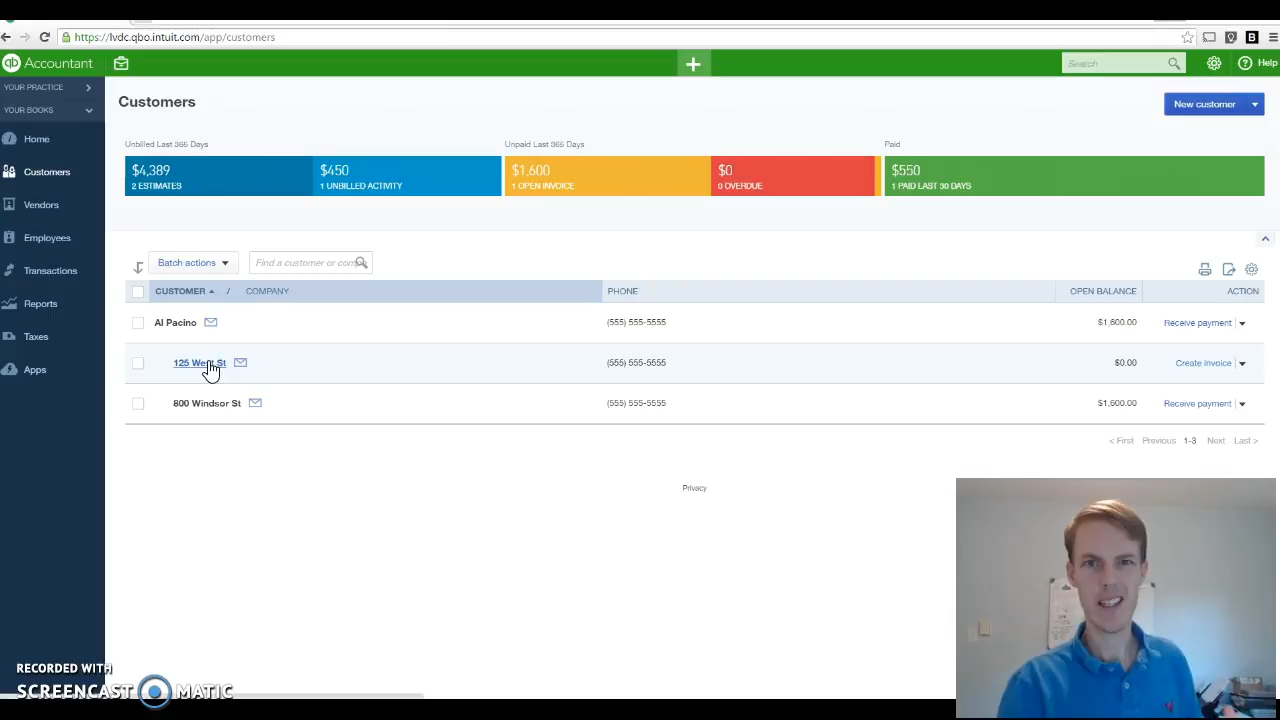 https://lvdc.qbo.intuit.com/app/customers
qb Accountant
Search
Help
YOUR PRACTICE
YOUR BOOKS
Home
Customers
Vendors
Employees
Transactions
Reports
Taxes
Apps
Customers
New customer
Unbilled Last 365 Days
Unpaid Last 365 Days
Paid
$4,389
2 ESTIMATES
$450
1 UNBILLED ACTIVITY
$1,600
1 OPEN INVOICE
$0
0 OVERDUE
$550
1 PAID LAST 30 DAYS
Batch actions
Find a customer or comp
CUSTOMER / COMPANY PHONE OPEN BALANCE ACTION
Al Pacino (555) 555-5555 $1,600.00 Receive payment
125 St (555) 555-5555 $0.00 Create invoice
800 Windsor St (555) 555-5555 $1,600.00 Receive payment
< First Previous 1-3 Next Last >
Privacy
RECORDED WITH
SCREENCAST MATIC